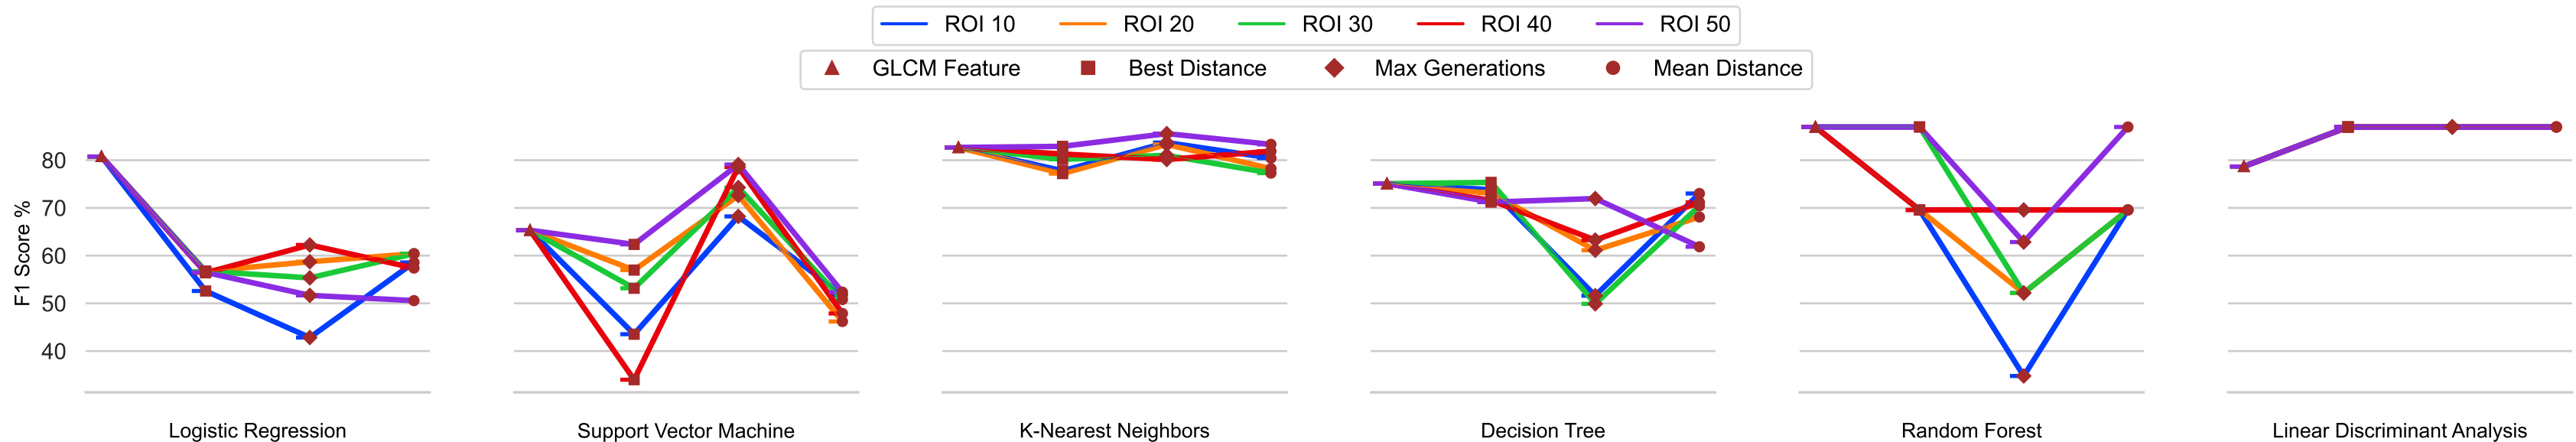 ROI 10 ROI 20 ROI 30 ROI 40 ROI 50
GLCM Feature Best Distance Max Generations Mean Distance
F1 Score %
80
70
60
50
40
Logistic Regression Support Vector Machine K-Nearest Neighbors Decision Tree Random Forest Linear Discriminant Analysis